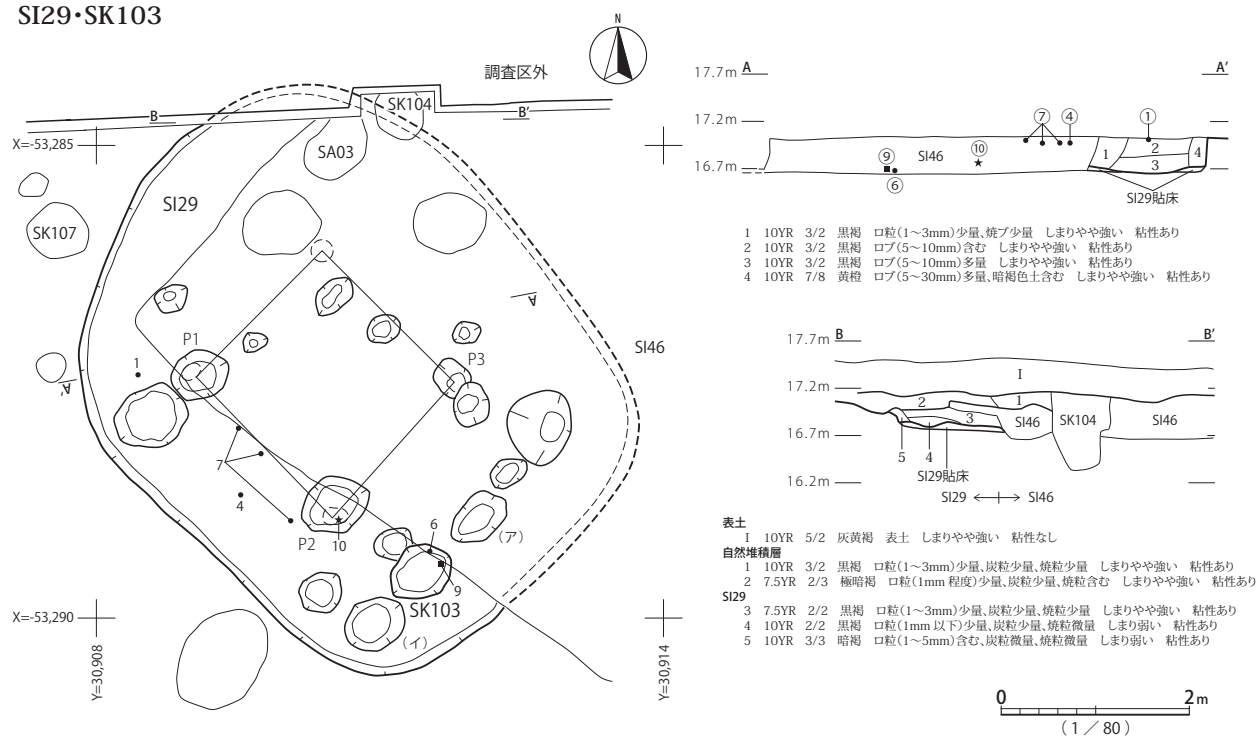 SI29・SK103
N
調査区外
B
B'
SK104
X=-53,285
SA03
SI29
SK107
A
SI46
P1
P3
1
A'
7
4
P2
10
6
(ア)
9
SK103
(イ)
X=-53,290
Y=30,908
Y=30,914
17.7m A
A'
17.2m
⑦ ④ ①
SI46
⑨ ⑩
1 2 3 4
16.7m
⑥
SI29貼床
1 10YR 3/2 黒褐 ロ粒(1～3mm)少量、焼ブ少量 しまりやや強い 粘性あり
2 10YR 3/2 黒褐 ロブ(5～10mm)含む しまりやや強い 粘性あり
3 10YR 3/2 黒褐 ロブ(5～10mm)多量 しまりやや強い 粘性あり
4 10YR 7/8 黄橙 ロブ(5～30mm)多量、暗褐色土含む しまりやや強い 粘性あり
17.7m B
B'
I
17.2m
2 1
3 SI46 SK104 SI46
16.7m
5 4
SI29貼床
16.2m
SI29 ←→ SI46
表土
I 10YR 5/2 灰黄褐 表土 しまりやや強い 粘性なし
自然堆積層
1 10YR 3/2 黒褐 ロ粒(1～3mm)少量、炭粒少量、焼粒少量 しまりやや強い 粘性あり
2 7.5YR 2/3 極暗褐 ロ粒(1mm程度)少量、炭粒少量、焼粒含む しまりやや強い 粘性あり
SI29
3 7.5YR 2/2 黒褐 ロ粒(1～3mm)少量、炭粒少量、焼粒少量 しまりやや強い 粘性あり
4 10YR 2/2 黒褐 ロ粒(1mm以下)少量、炭粒少量、焼粒微量 しまり弱い 粘性あり
5 10YR 3/3 暗褐 ロ粒(1～5mm)含む、炭粒微量、焼粒微量 しまり弱い 粘性あり
0 2m
(1／80)